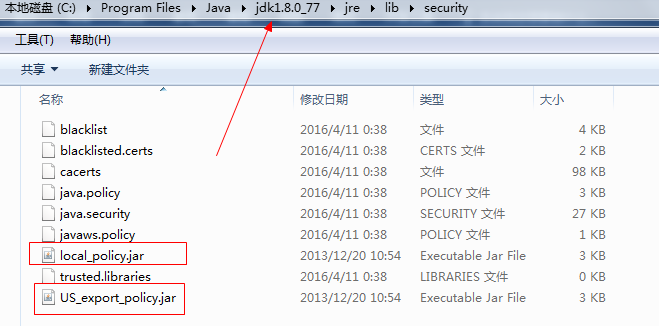 本地磁盘 (C:) ▸ Program Files ▸ Java ▸ jdk1.8.0_77 ▸ jre ▸ lib ▸ security
工具(T) 帮助(H)
共享 新建文件夹
名称 修改日期 类型 大小
blacklist 2016/4/11 0:38 文件 4 KB
blacklisted.certs 2016/4/11 0:38 CERTS 文件 2 KB
cacerts 2016/4/11 0:38 文件 98 KB
java.policy 2016/4/11 0:38 POLICY 文件 3 KB
java.security 2016/4/11 0:38 SECURITY 文件 27 KB
javaws.policy 2016/4/11 0:38 POLICY 文件 1 KB
local_policy.jar 2013/12/20 10:54 Executable Jar File 3 KB
trusted.libraries 2016/4/11 0:38 LIBRARIES 文件 0 KB
US_export_policy.jar 2013/12/20 10:54 Executable Jar File 3 KB